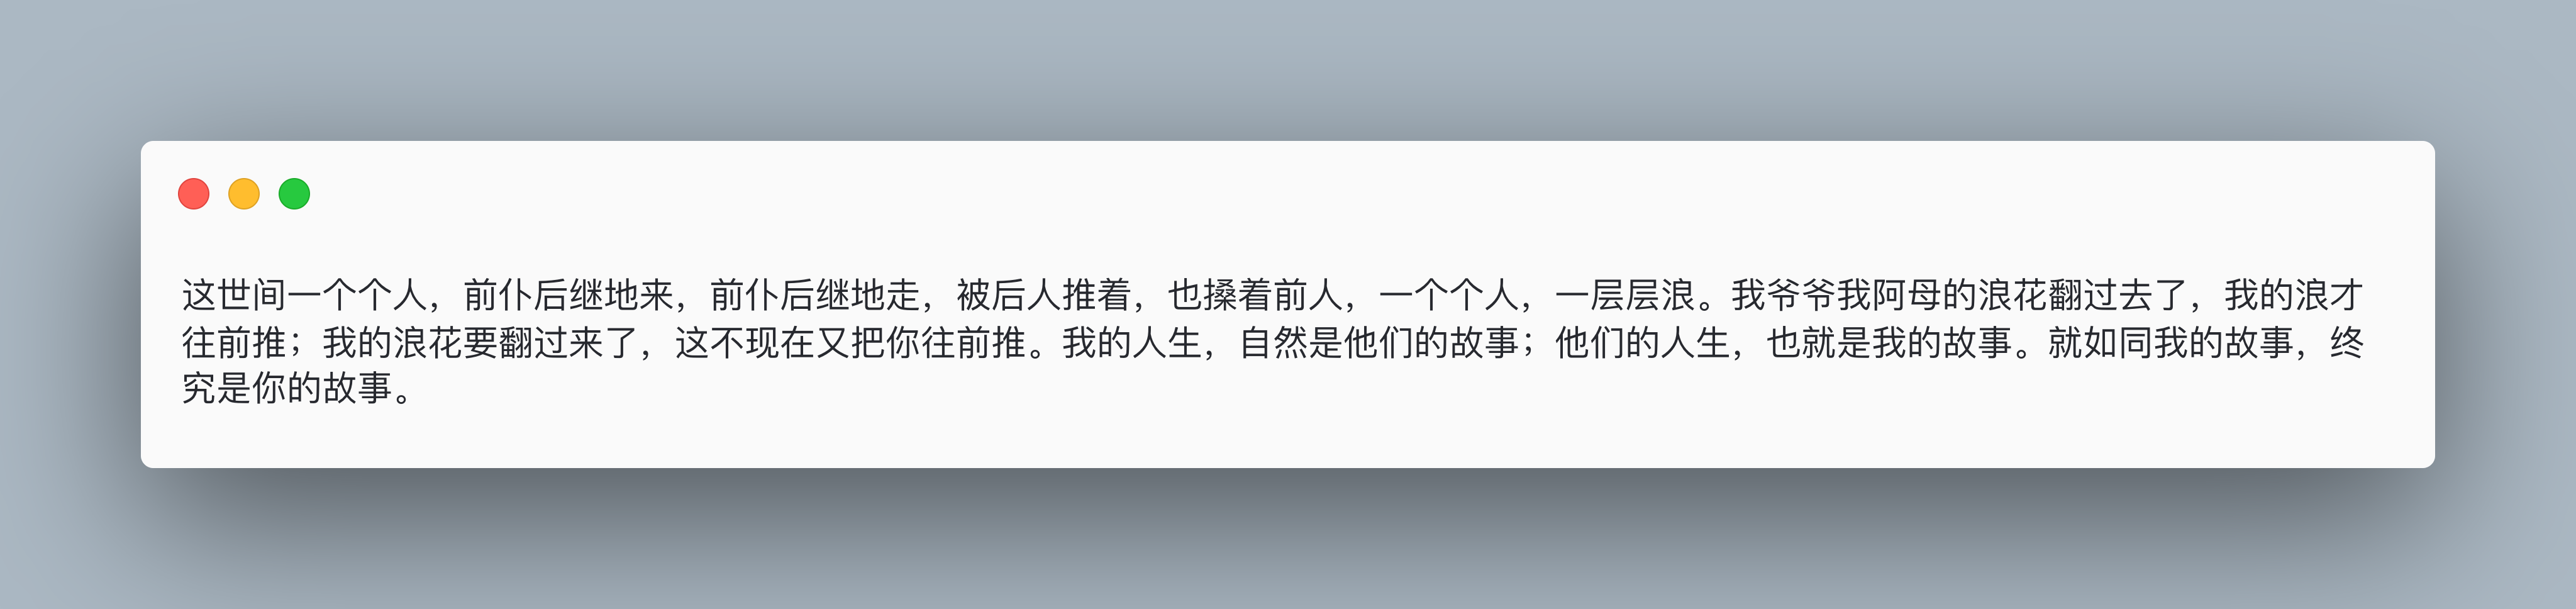 这世间一个个人，前仆后继地来，前仆后继地走，被后人推着，也搡着前人，一个个人，一层层浪。我爷爷我阿母的浪花翻过去了，我的浪才
往前推；我的浪花要翻过来了，这不现在又把你往前推。我的人生，自然是他们的故事；他们的人生，也就是我的故事。就如同我的故事，终
究是你的故事。